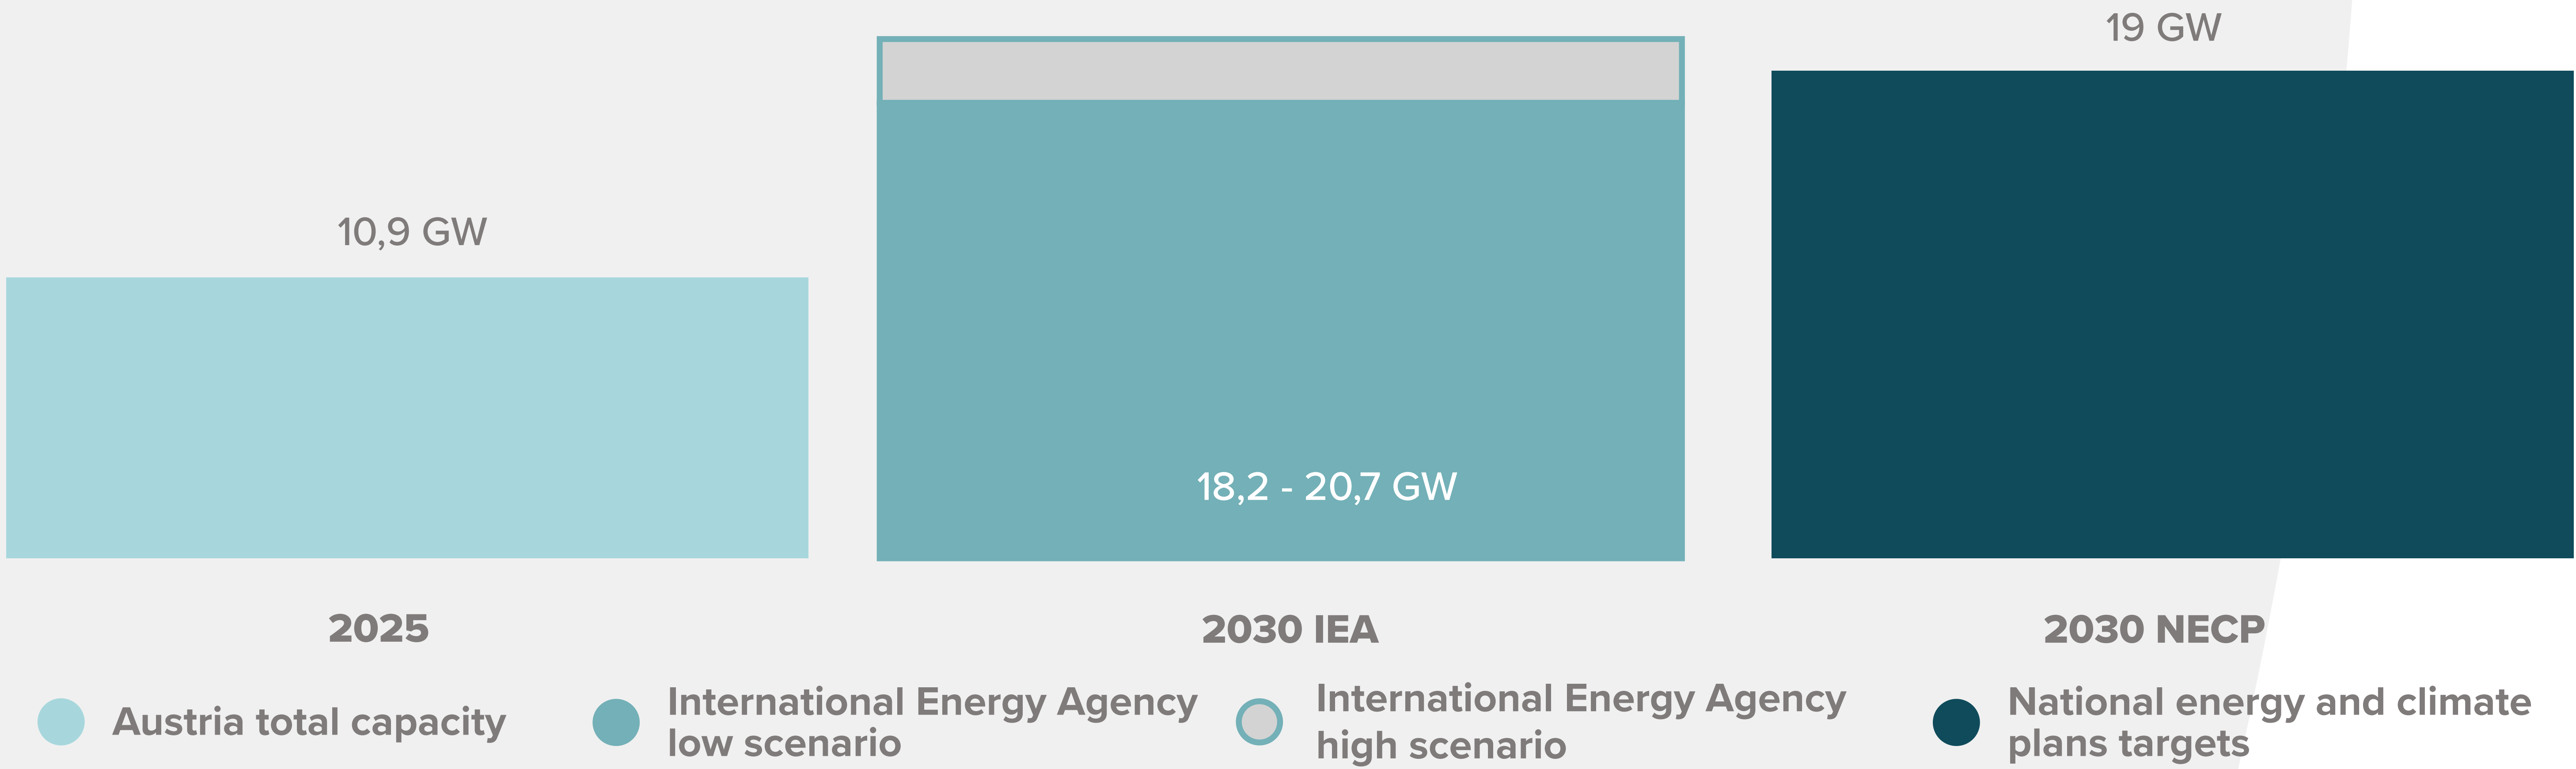 19 GW
10,9 GW
18,2 - 20,7 GW
2025
2030 IEA
2030 NECP
Austria total capacity
International Energy Agency
low scenario
International Energy Agency
high scenario
National energy and climate
plans targets